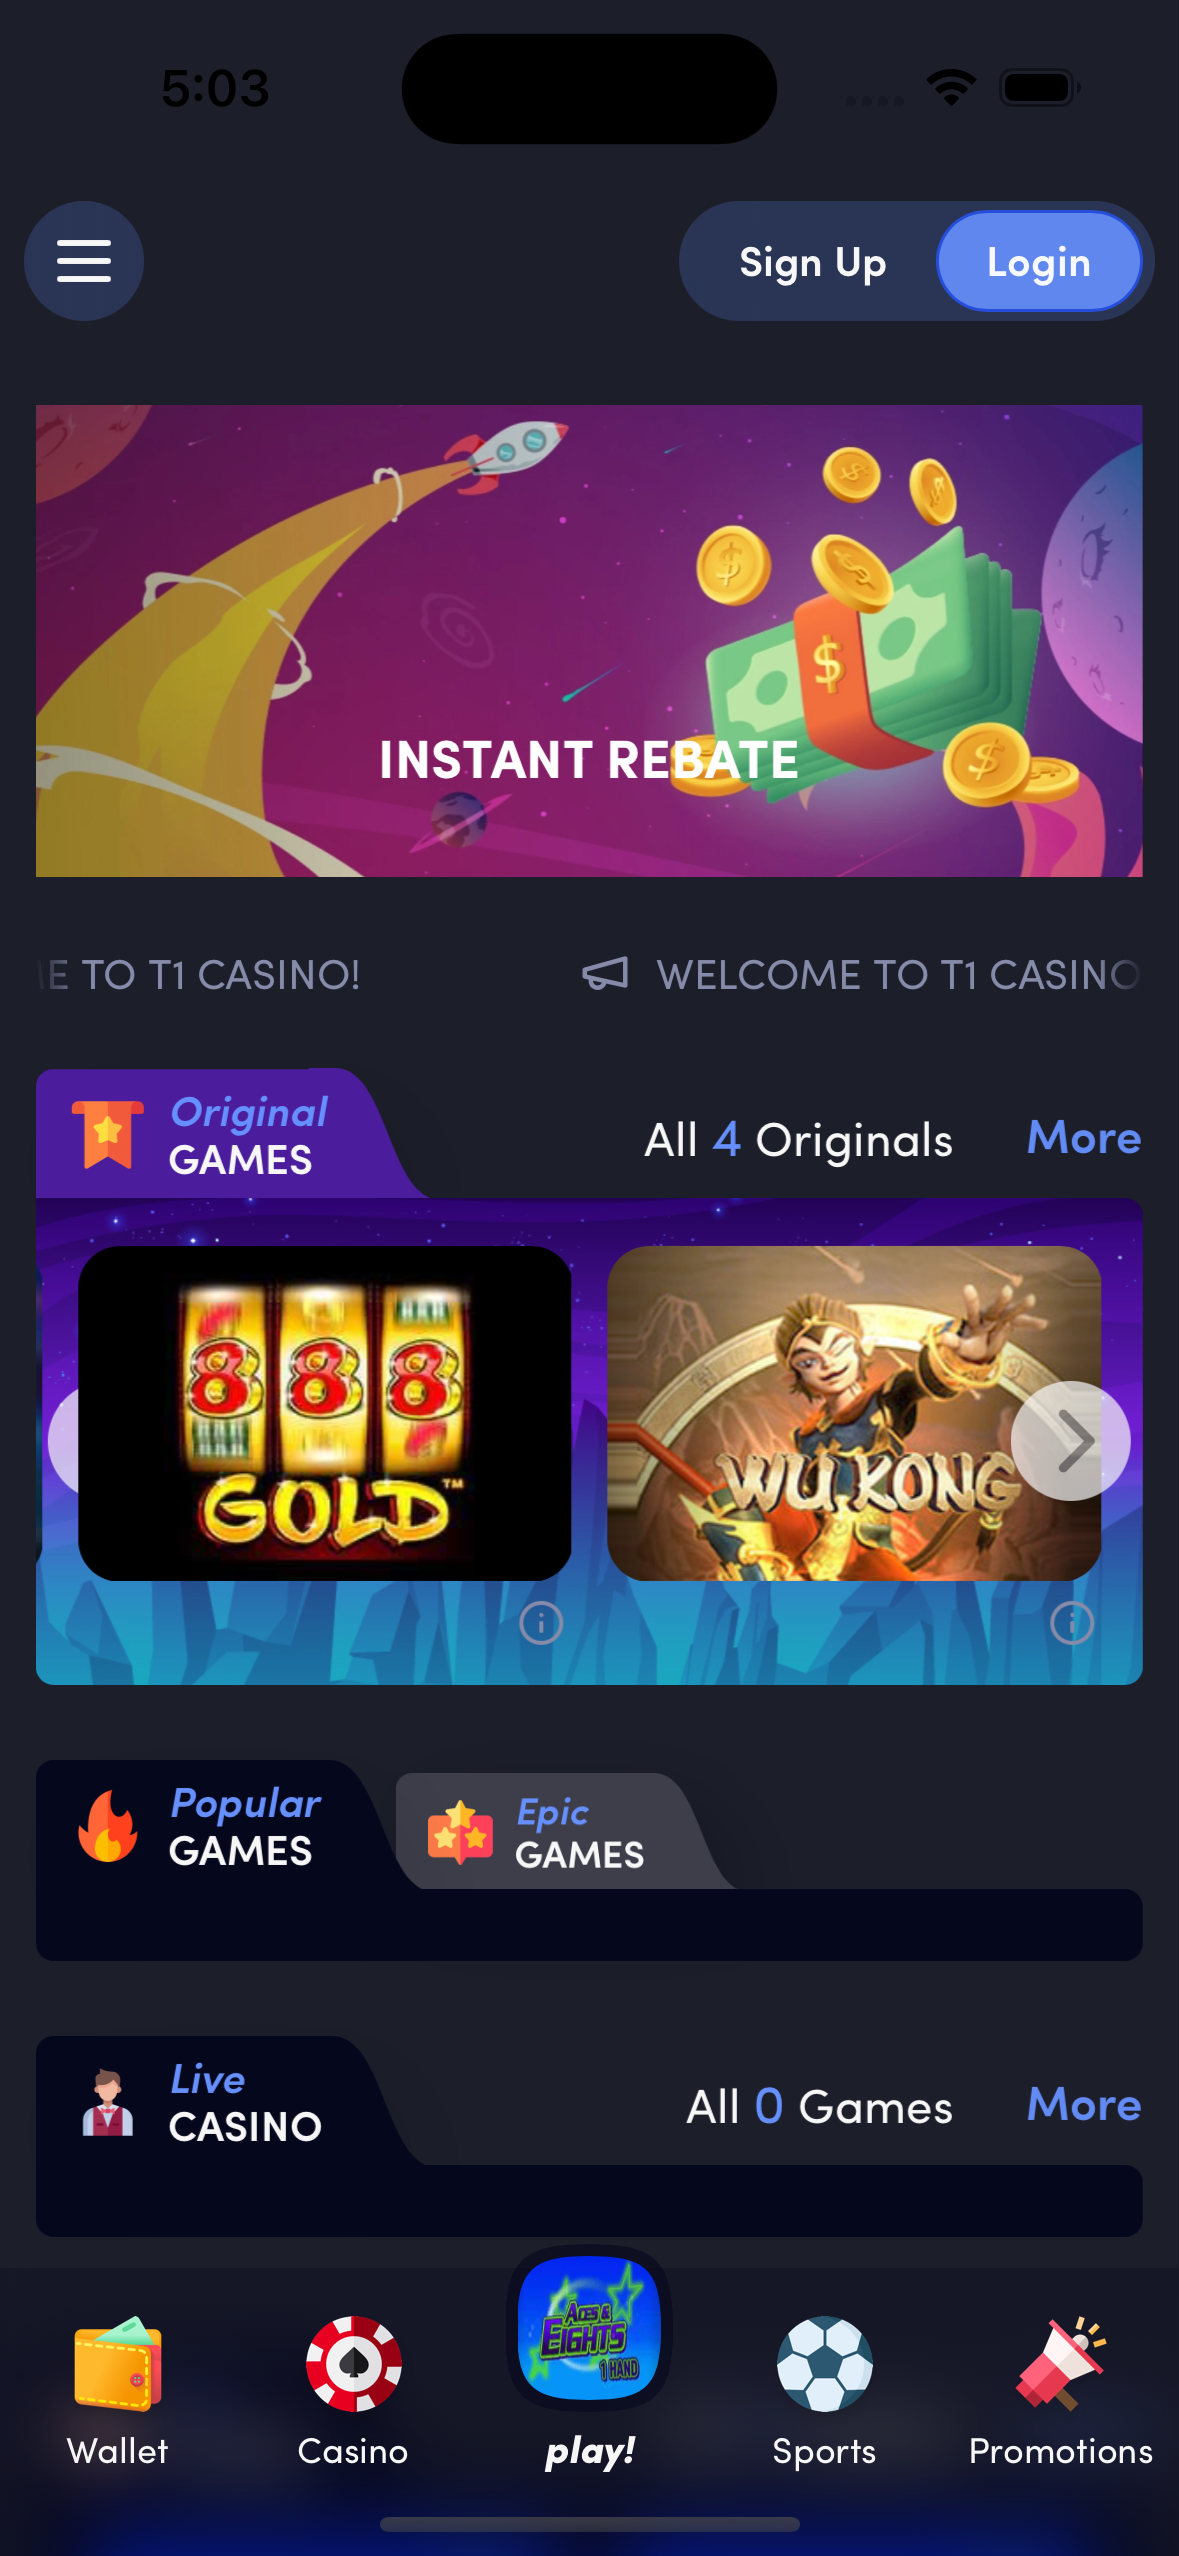 5:03
Sign Up
Login
INSTANT REBATE
E TO T1 CASINO!
WELCOME TO T1 CASINO
Original
GAMES
All 4 Originals
More
888
GOLD™
WU KONG
Popular
GAMES
Epic
GAMES
Live
CASINO
All 0 Games
More
ACES &
EIGHTS
1 HAND
Wallet
Casino
play!
Sports
Promotions